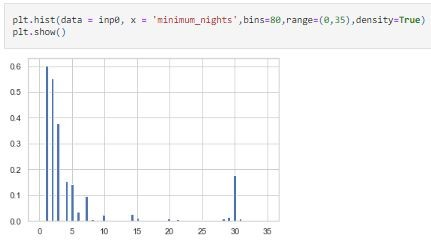 plt.hist(data = inp0, x = 'minimum_nights',bins=80,range=(0,35),density=True)
plt.show()
0.6
0.5
0.4
0.3
0.2
0.1
0.0
0 5 10 15 20 25 30 35